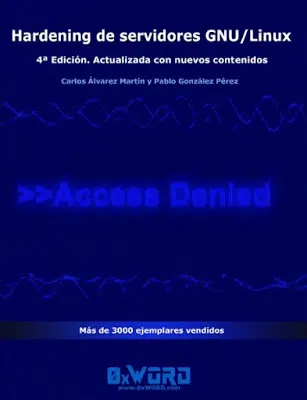 Hardening de servidores GNU/Linux
4ª Edición. Actualizada con nuevos contenidos
Carlos Álvarez Martín y Pablo González Pérez
>>Access Denied
Más de 3000 ejemplares vendidos
0xWORD
www.0xWORD.com